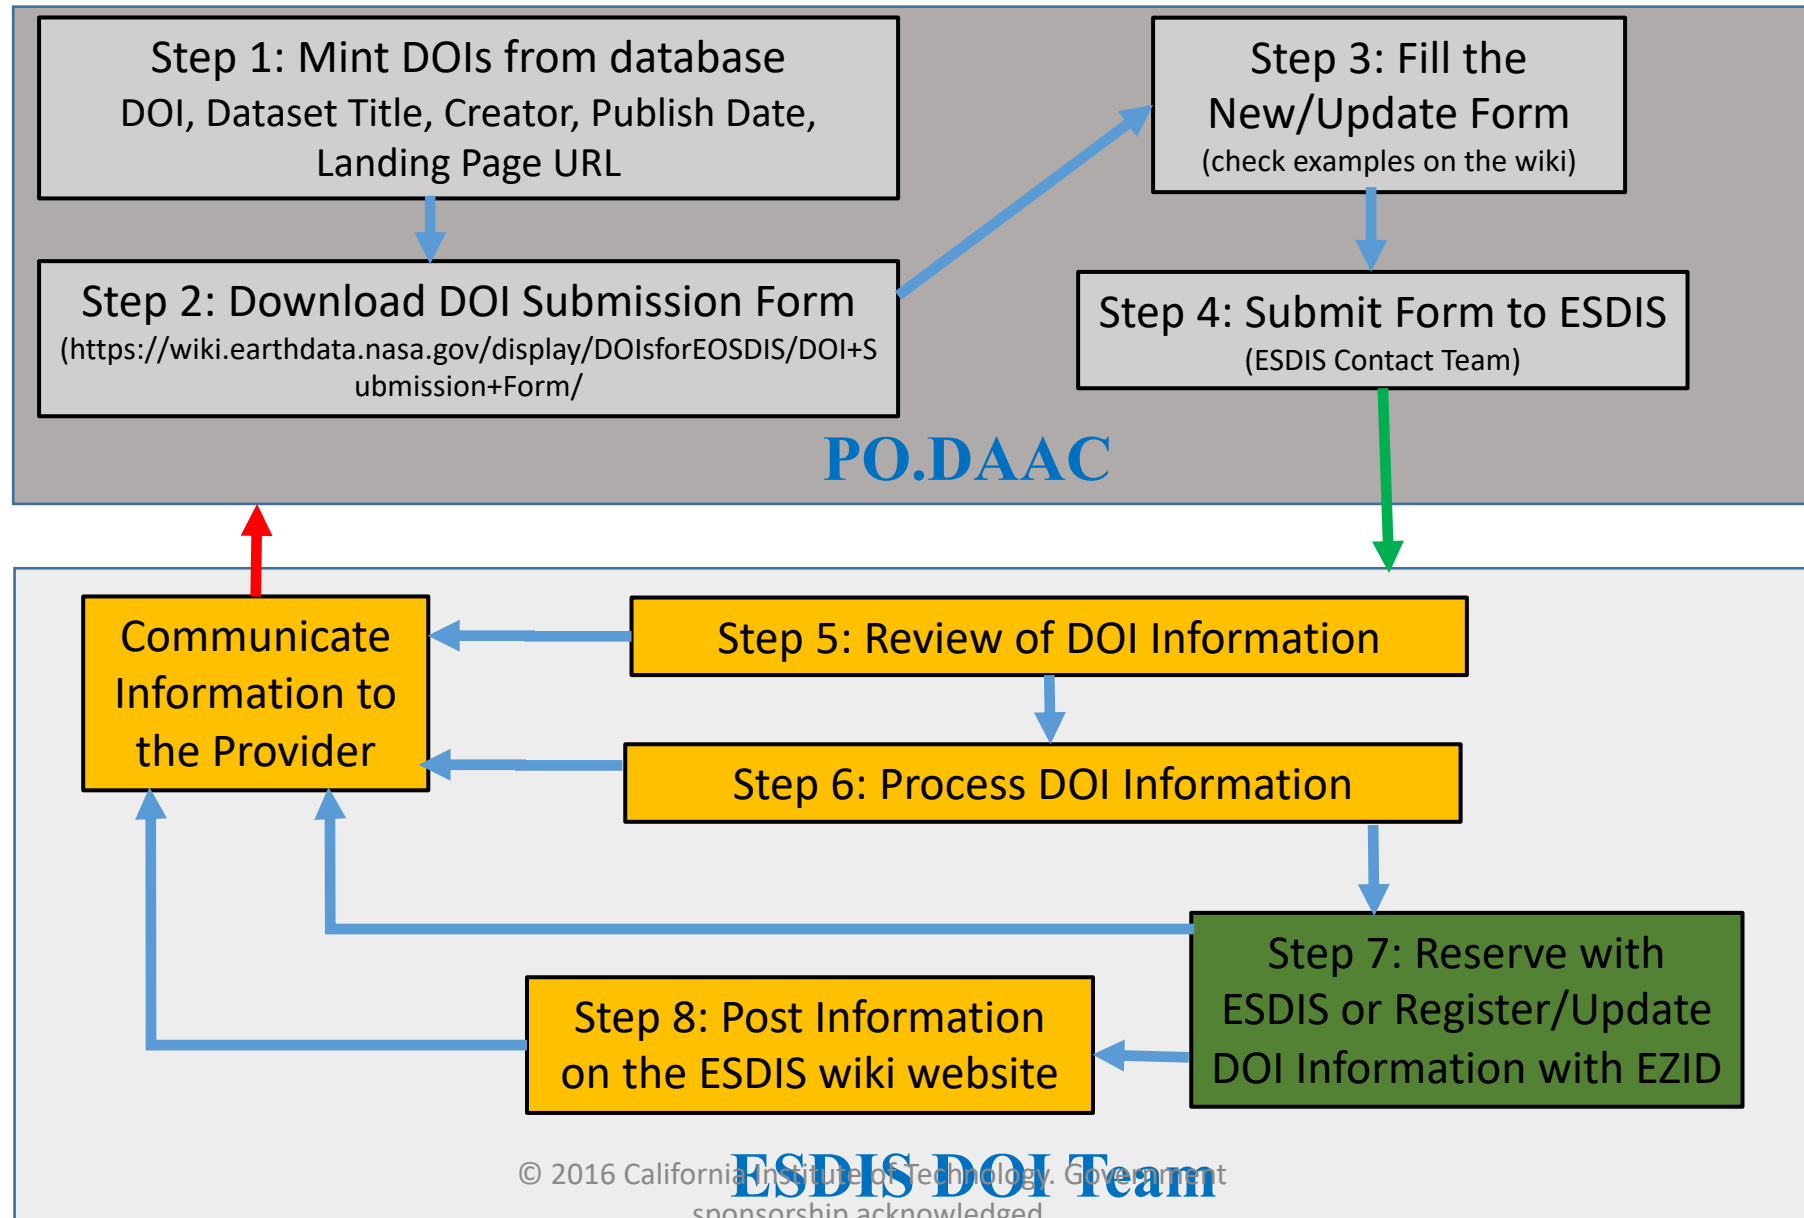 Step 1: Mint DOIs from database
DOI, Dataset Title, Creator, Publish Date,
Landing Page URL
Step 2: Download DOI Submission Form
(https://wiki.earthdata.nasa.gov/display/DOIsforEOSDIS/DOI+S
ubmission+Form/
Step 3: Fill the
New/Update Form
(check examples on the wiki)
Step 4: Submit Form to ESDIS
(ESDIS Contact Team)
PO.DAAC
Communicate
Information to
the Provider
Step 5: Review of DOI Information
Step 6: Process DOI Information
Step 7: Reserve with
ESDIS or Register/Update
DOI Information with EZID
Step 8: Post Information
on the ESDIS wiki website
ESDIS DOI Team
© 2016 California Institute of Technology. Government
sponsorship acknowledged